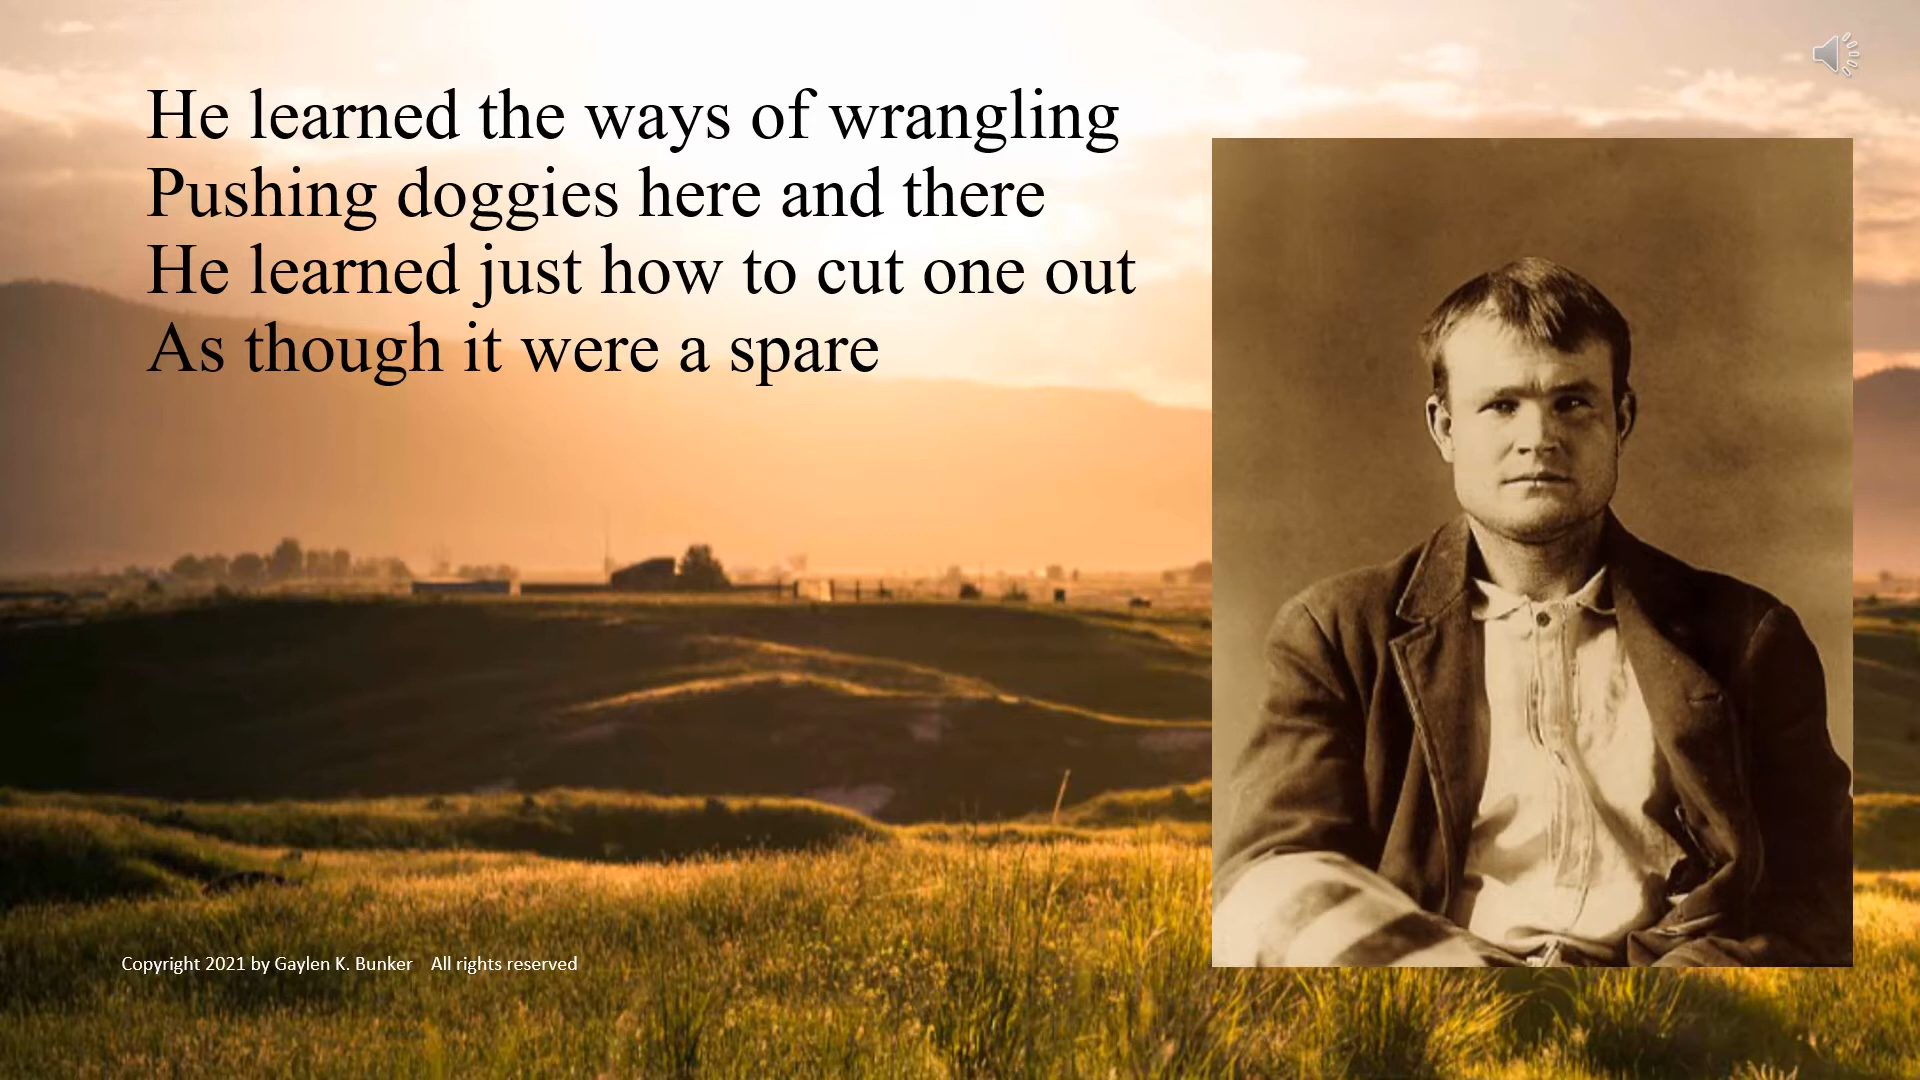 He learned the ways of wrangling
Pushing doggies here and there
He learned just how to cut one out
As though it were a spare
Copyright 2021 by Gaylen K. Bunker    All rights reserved